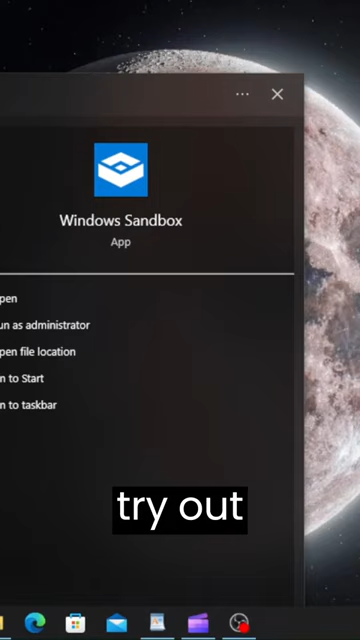 Windows Sandbox
App
pen
un as administrator
pen file location
n to Start
n to taskbar
try out